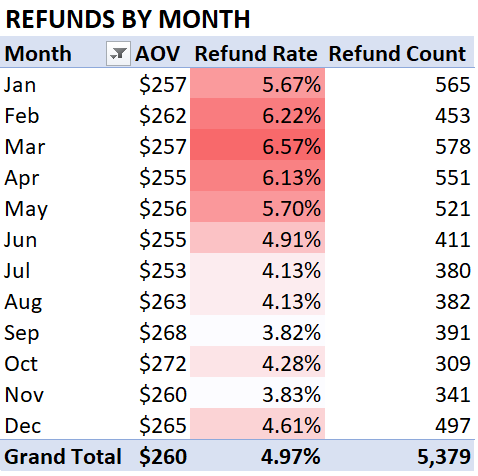 REFUNDS BY MONTH
Month AOV Refund Rate Refund Count
Jan $257 5.67% 565
Feb $262 6.22% 453
Mar $257 6.57% 578
Apr $255 6.13% 551
May $256 5.70% 521
Jun $255 4.91% 411
Jul $253 4.13% 380
Aug $263 4.13% 382
Sep $268 3.82% 391
Oct $272 4.28% 309
Nov $260 3.83% 341
Dec $265 4.61% 497
Grand Total $260 4.97% 5,379